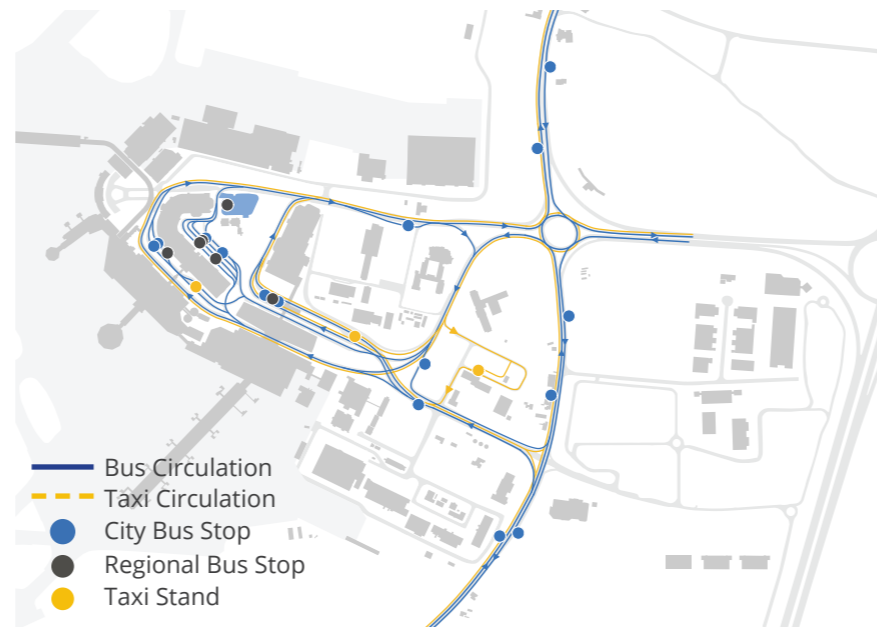 Bus Circulation
Taxi Circulation
City Bus Stop
Regional Bus Stop
Taxi Stand